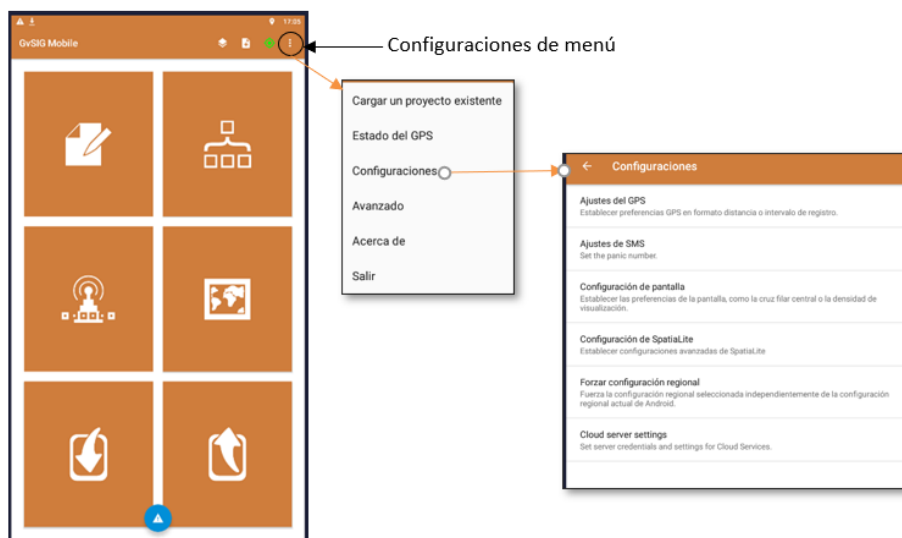 17:05
GvSIG Mobile
Configuraciones de menú
Cargar un proyecto existente
Estado del GPS
Configuraciones
Avanzado
Acerca de
Salir
Configuraciones
Ajustes del GPS
Establecer preferencias GPS en formato distancia o intervalo de registro.
Ajustes de SMS
Set the panic number.
Configuración de pantalla
Establecer las preferencias de la pantalla, como la cruz filar central o la densidad de
visualización.
Configuración de SpatiaLite
Establecer configuraciones avanzadas de SpatiaLite
Forzar configuración regional
Fuerza la configuración regional seleccionada independientemente de la configuración
regional actual de Android.
Cloud server settings
Set server credentials and settings for Cloud Services.